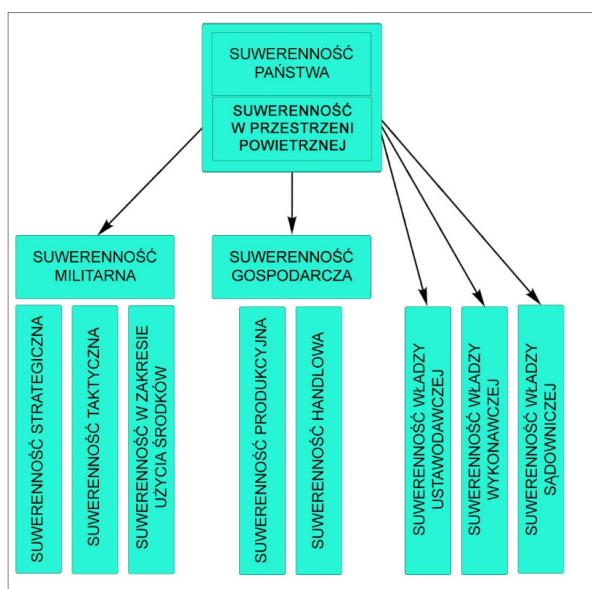 SUWERENNOŚĆ
PAŃSTWA
SUWERENNOŚĆ
W PRZESTRZENI
POWIETRZNEJ
SUWERENNOŚĆ
MILITARNA
SUWERENNOŚĆ
GOSPODARCZA
SUWERENNOŚĆ STRATEGICZNA
SUWERENNOŚĆ TAKTYCZNA
SUWERENNOŚĆ W ZAKRESIE
UŻYCIA ŚRODKÓW
SUWERENNOŚĆ PRODUKCYJNA
SUWERENNOŚĆ HANDLOWA
SUWERENNOŚĆ WŁADZY
USTAWODAWCZEJ
SUWERENNOŚĆ WŁADZY
WYKONAWCZEJ
SUWERENNOŚĆ WŁADZY
SĄDOWNICZEJ